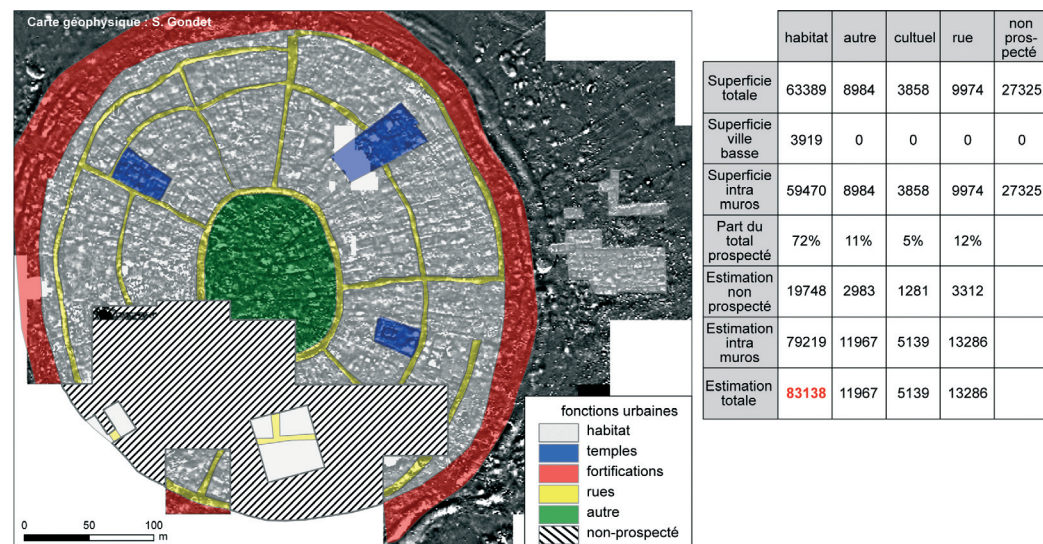 Carte géophysique : S. Gondet
0 50 100
m
fonctions urbaines
habitat
temples
fortifications
rues
autre
non-prospecté
habitat autre cultuel rue non
pros-
pecté
Superficie
totale 63389 8984 3858 9974 27325
Superficie
ville
basse 3919 0 0 0 0
Superficie
intra
muros 59470 8984 3858 9974 27325
Part du
total
prospecté 72% 11% 5% 12%
Estimation
non
prospecté 19748 2983 1281 3312
Estimation
intra
muros 79219 11967 5139 13286
Estimation
totale 83138 11967 5139 13286